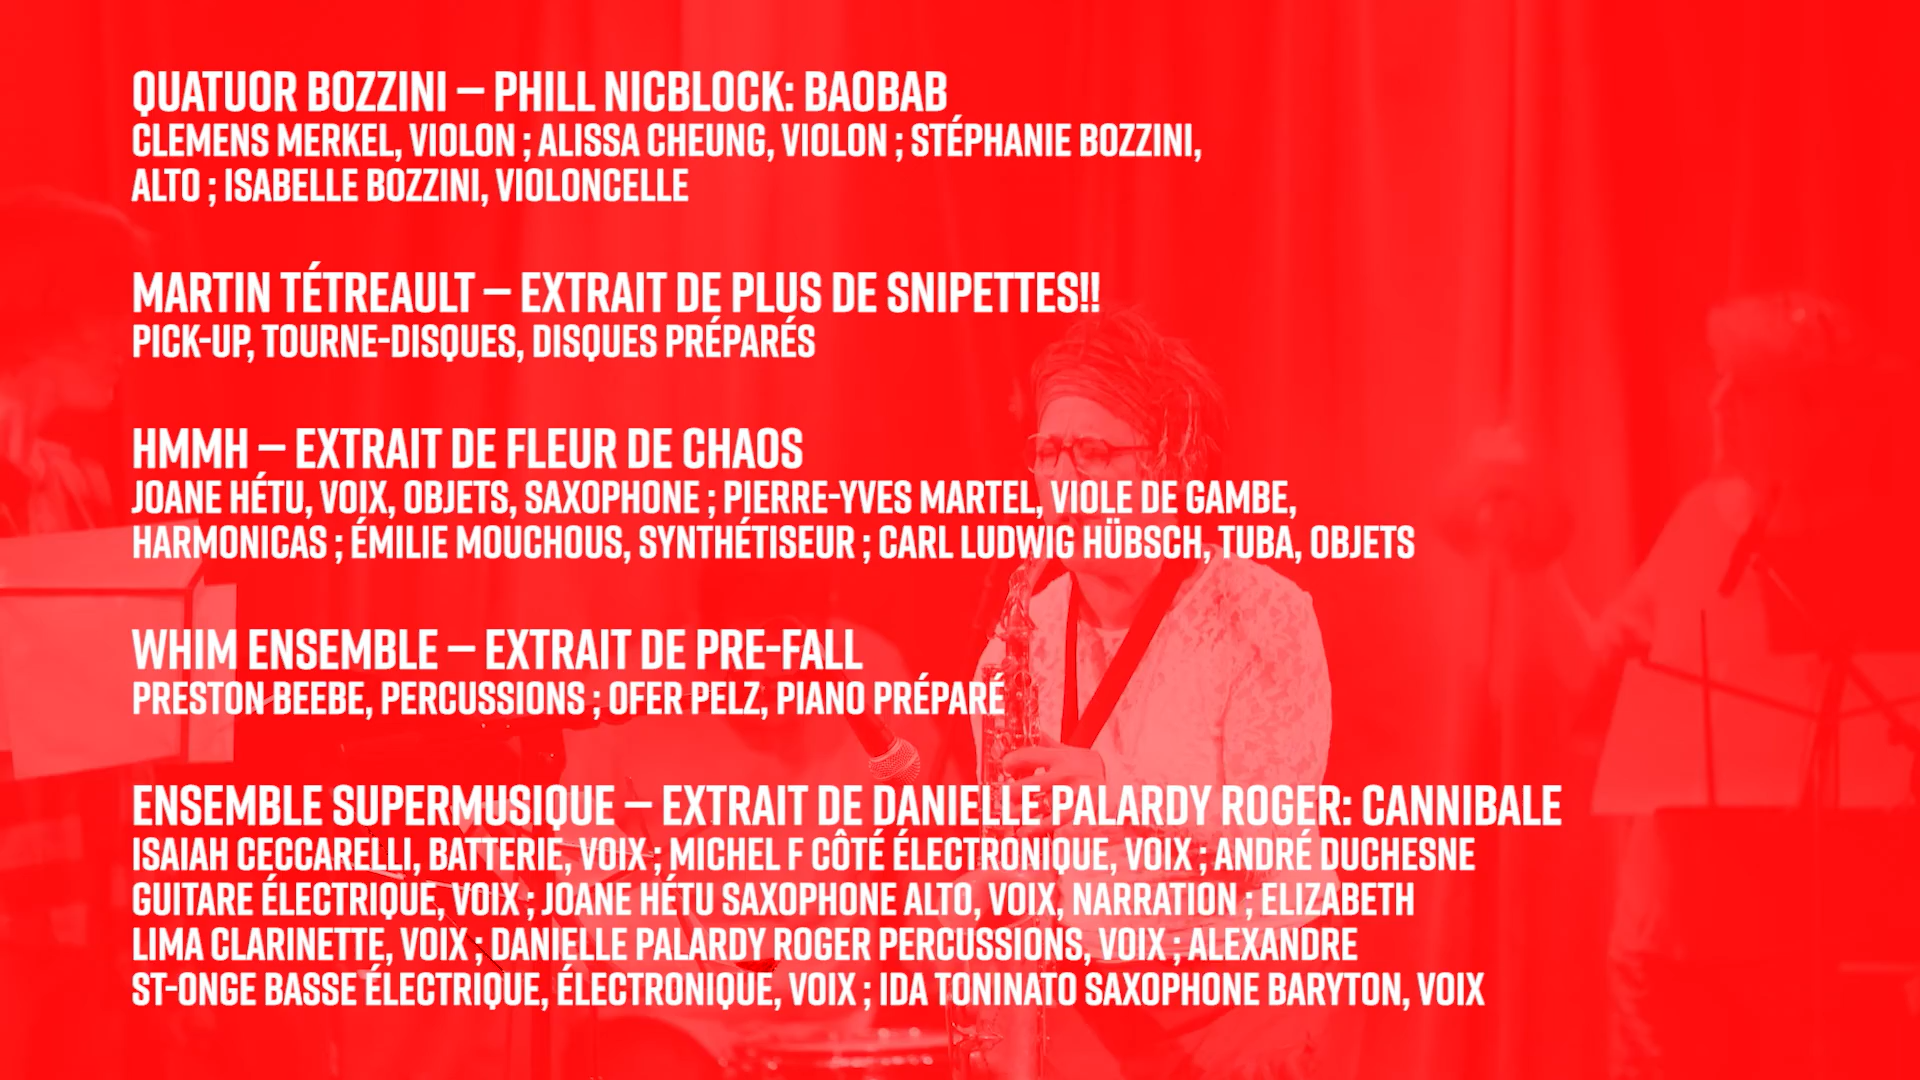 QUATUOR BOZZINI — PHILL NICBLOCK: BAOBAB
CLEMENS MERKEL, VIOLON ; ALISSA CHEUNG, VIOLON ; STÉPHANIE BOZZINI,
ALTO ; ISABELLE BOZZINI, VIOLONCELLE
MARTIN TÉTREAULT — EXTRAIT DE PLUS DE SNIPETTES!!
PICK-UP, TOURNE-DISQUES, DISQUES PRÉPARÉS
HMMH — EXTRAIT DE FLEUR DE CHAOS
JOANE HÉTU, VOIX, OBJETS, SAXOPHONE ; PIERRE-YVES MARTEL, VIOLE DE GAMBE,
HARMONICAS ; ÉMILIE MOUCHOUS, SYNTHÉTISEUR ; CARL LUDWIG HÜBSCH, TUBA, OBJETS
WHIM ENSEMBLE — EXTRAIT DE PRE-FALL
PRESTON BEEBE, PERCUSSIONS ; OFER PELZ, PIANO PRÉPARÉ
ENSEMBLE SUPERMUSIQUE — EXTRAIT DE DANIELLE PALARDY ROGER: CANNIBALE
ISAIAH CECCARELLI, BATTERIE, VOIX ; MICHEL F CÔTÉ ÉLECTRONIQUE, VOIX ; ANDRÉ DUCHESNE
GUITARE ÉLECTRIQUE, VOIX ; JOANE HÉTU SAXOPHONE ALTO, VOIX, NARRATION ; ELIZABETH
LIMA CLARINETTE, VOIX ; DANIELLE PALARDY ROGER PERCUSSIONS, VOIX ; ALEXANDRE
ST-ONGE BASSE ÉLECTRIQUE, ÉLECTRONIQUE, VOIX ; IDA TONINATO SAXOPHONE BARYTON, VOIX